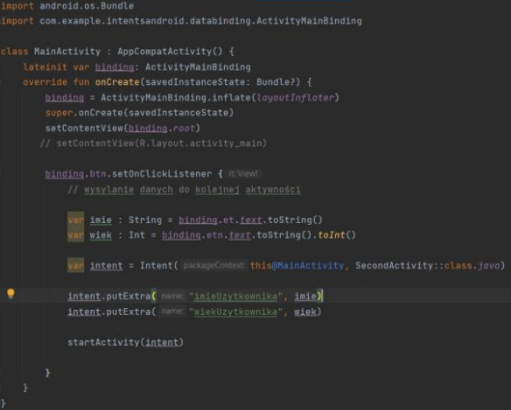 import android.os.Bundle
import com.example.intentsandroid.databinding.ActivityMainBinding
class MainActivity : AppCompatActivity() {
lateinit var binding: ActivityMainBinding
override fun onCreate(savedInstanceState: Bundle?) {
binding = ActivityMainBinding.inflate(layoutInflater)
super.onCreate(savedInstanceState)
setContentView(binding.root)
// setContentView(R.layout.activity_main)
binding.btn.setOnClickListener { it: View!
// wysylanie danych do kolejnej aktywności
var imie : String = binding.et.text.toString()
var wiek : Int = binding.etn.text.toString().toInt()
var intent = Intent( packageContext: this@MainActivity, SecondActivity::class.java)
intent.putExtra( name: "imieUzytkownika", imie)
intent.putExtra( name: "wiekUzytkownika", wiek)
startActivity(intent)
}
}
}